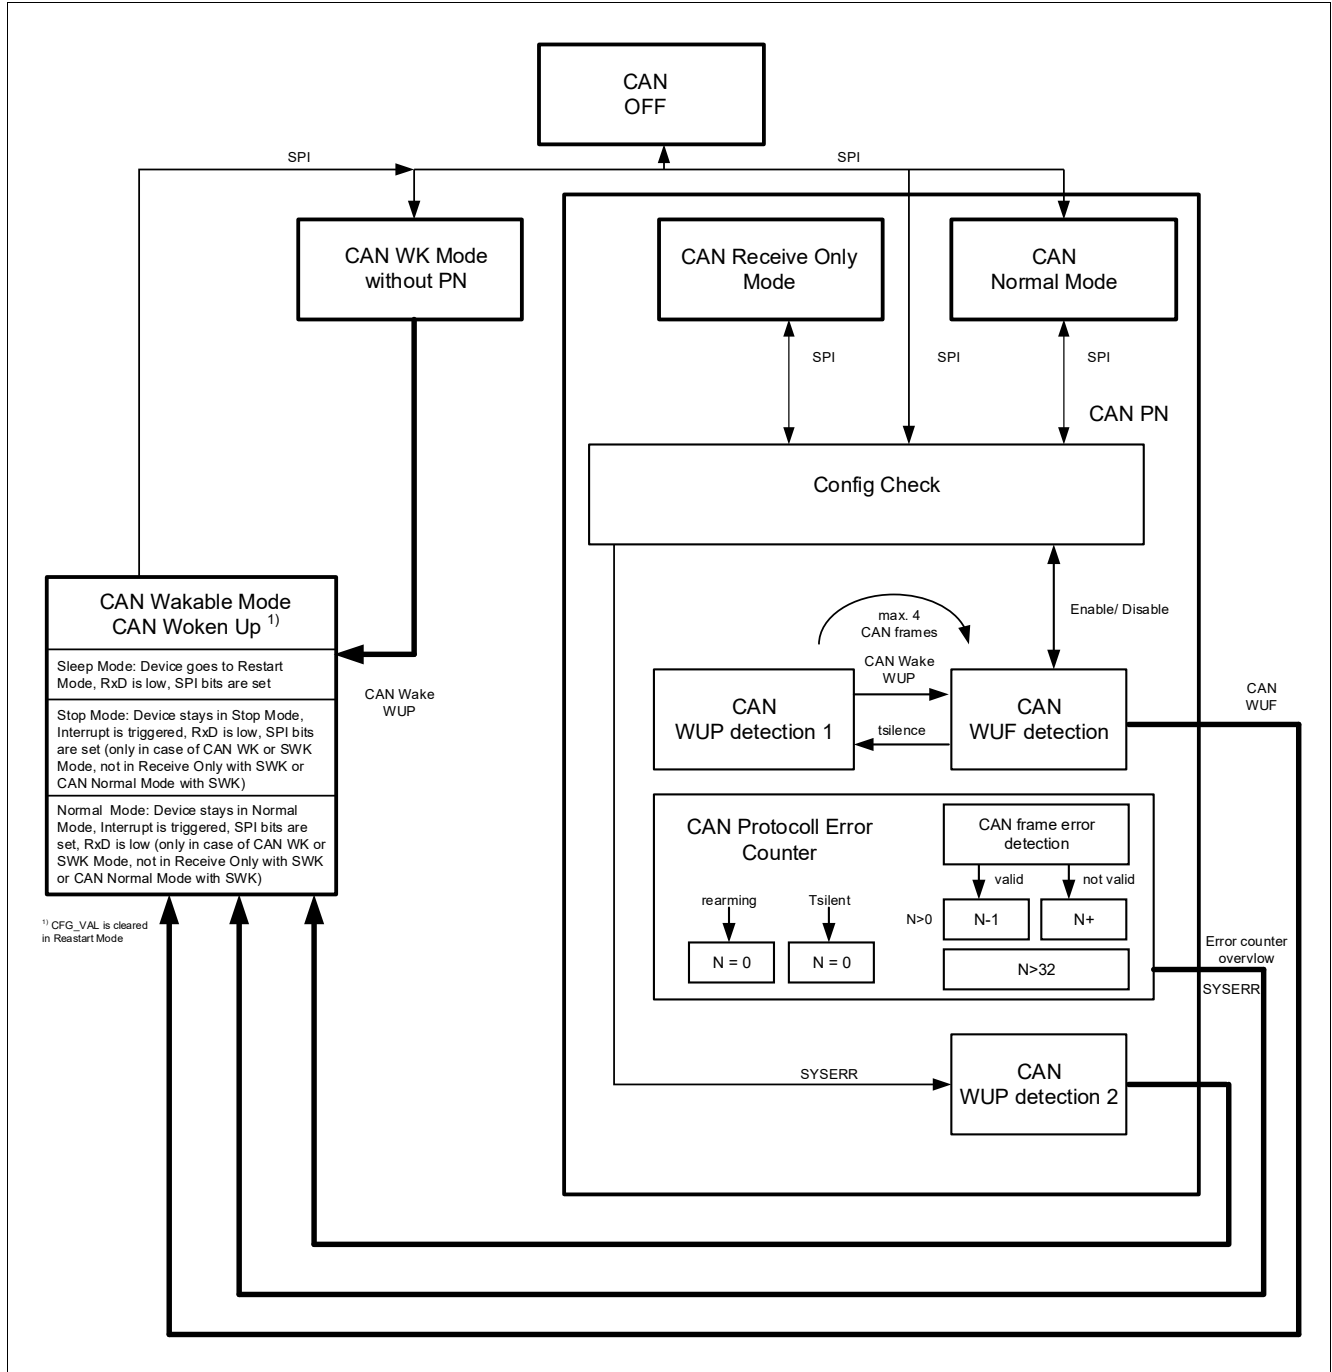 CAN
OFF
SPI
SPI
CAN WK Mode
without PN
CAN Receive Only
Mode
CAN
Normal Mode
SPI
SPI
SPI
CAN PN
Config Check
CAN Wakable Mode
CAN Woken Up 1)
Sleep Mode: Device goes to Restart
Mode, RxD is low, SPI bits are set
Stop Mode: Device stays in Stop Mode,
Interrupt is triggered, RxD is low, SPI bits
are set (only in case of CAN WK or SWK
Mode, not in Receive Only with SWK or
CAN Normal Mode with SWK)
Normal Mode: Device stays in Normal
Mode, Interrupt is triggered, SPI bits are
set, RxD is low (only in case of CAN WK or
SWK Mode, not in Receive Only with SWK
or CAN Normal Mode with SWK)
1) CFG_VAL is cleared
in Reastart Mode
CAN Wake
WUP
max. 4
CAN frames
Enable/ Disable
CAN Wake
WUP
CAN
WUP detection 1
tsilence
CAN
WUF detection
CAN
WUF
CAN Protocoll Error
Counter
CAN frame error
detection
valid
not valid
rearming
Tsilent
N>0
N-1
N+
N = 0
N = 0
N>32
Error counter
overvlow
SYSERR
SYSERR
CAN
WUP detection 2